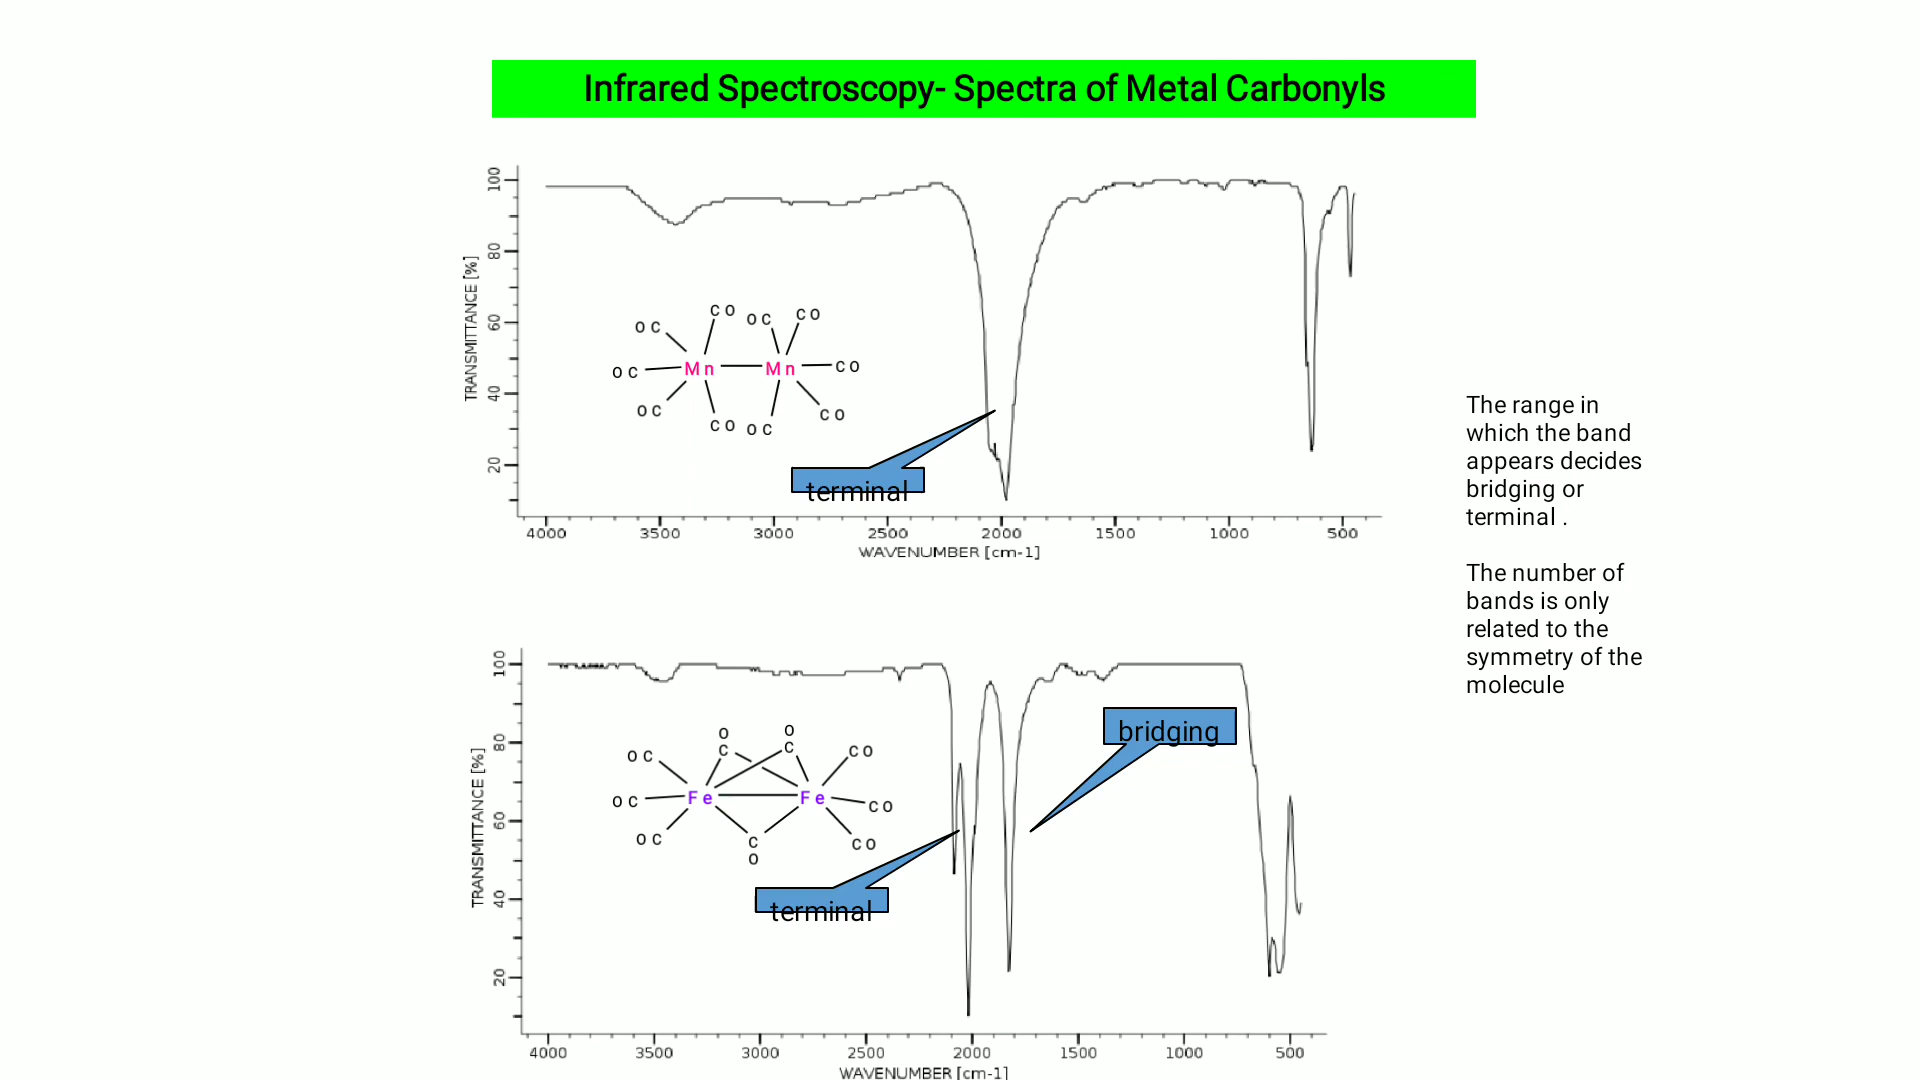 Infrared Spectroscopy- Spectra of Metal Carbonyls
TRANSMITTANCE [%]
100
80
60
40
20
OC
CO
OC
CO
OC
Mn
Mn
CO
OC
CO
OC
CO
terminal
4000
3500
3000
2500
2000
1500
1000
500
WAVENUMBER [cm-1]
The range in
which the band
appears decides
bridging or
terminal .
The number of
bands is only
related to the
symmetry of the
molecule
TRANSMITTANCE [%]
100
80
60
40
20
O
C
O
C
OC
CO
OC
Fe
Fe
CO
OC
C
O
CO
terminal
bridging
4000
3500
3000
2500
2000
1500
1000
500
WAVENUMBER [cm-1]